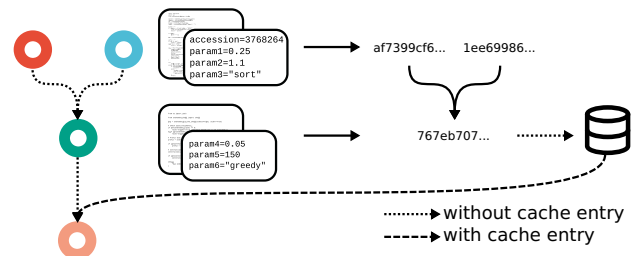 accession=3768264
param1=0.25
param2=1.1
param3="sort"
af7399cf6... 1ee69986...
param4=0.05
param5=150
param6="greedy"
767eb707...
without cache entry
with cache entry